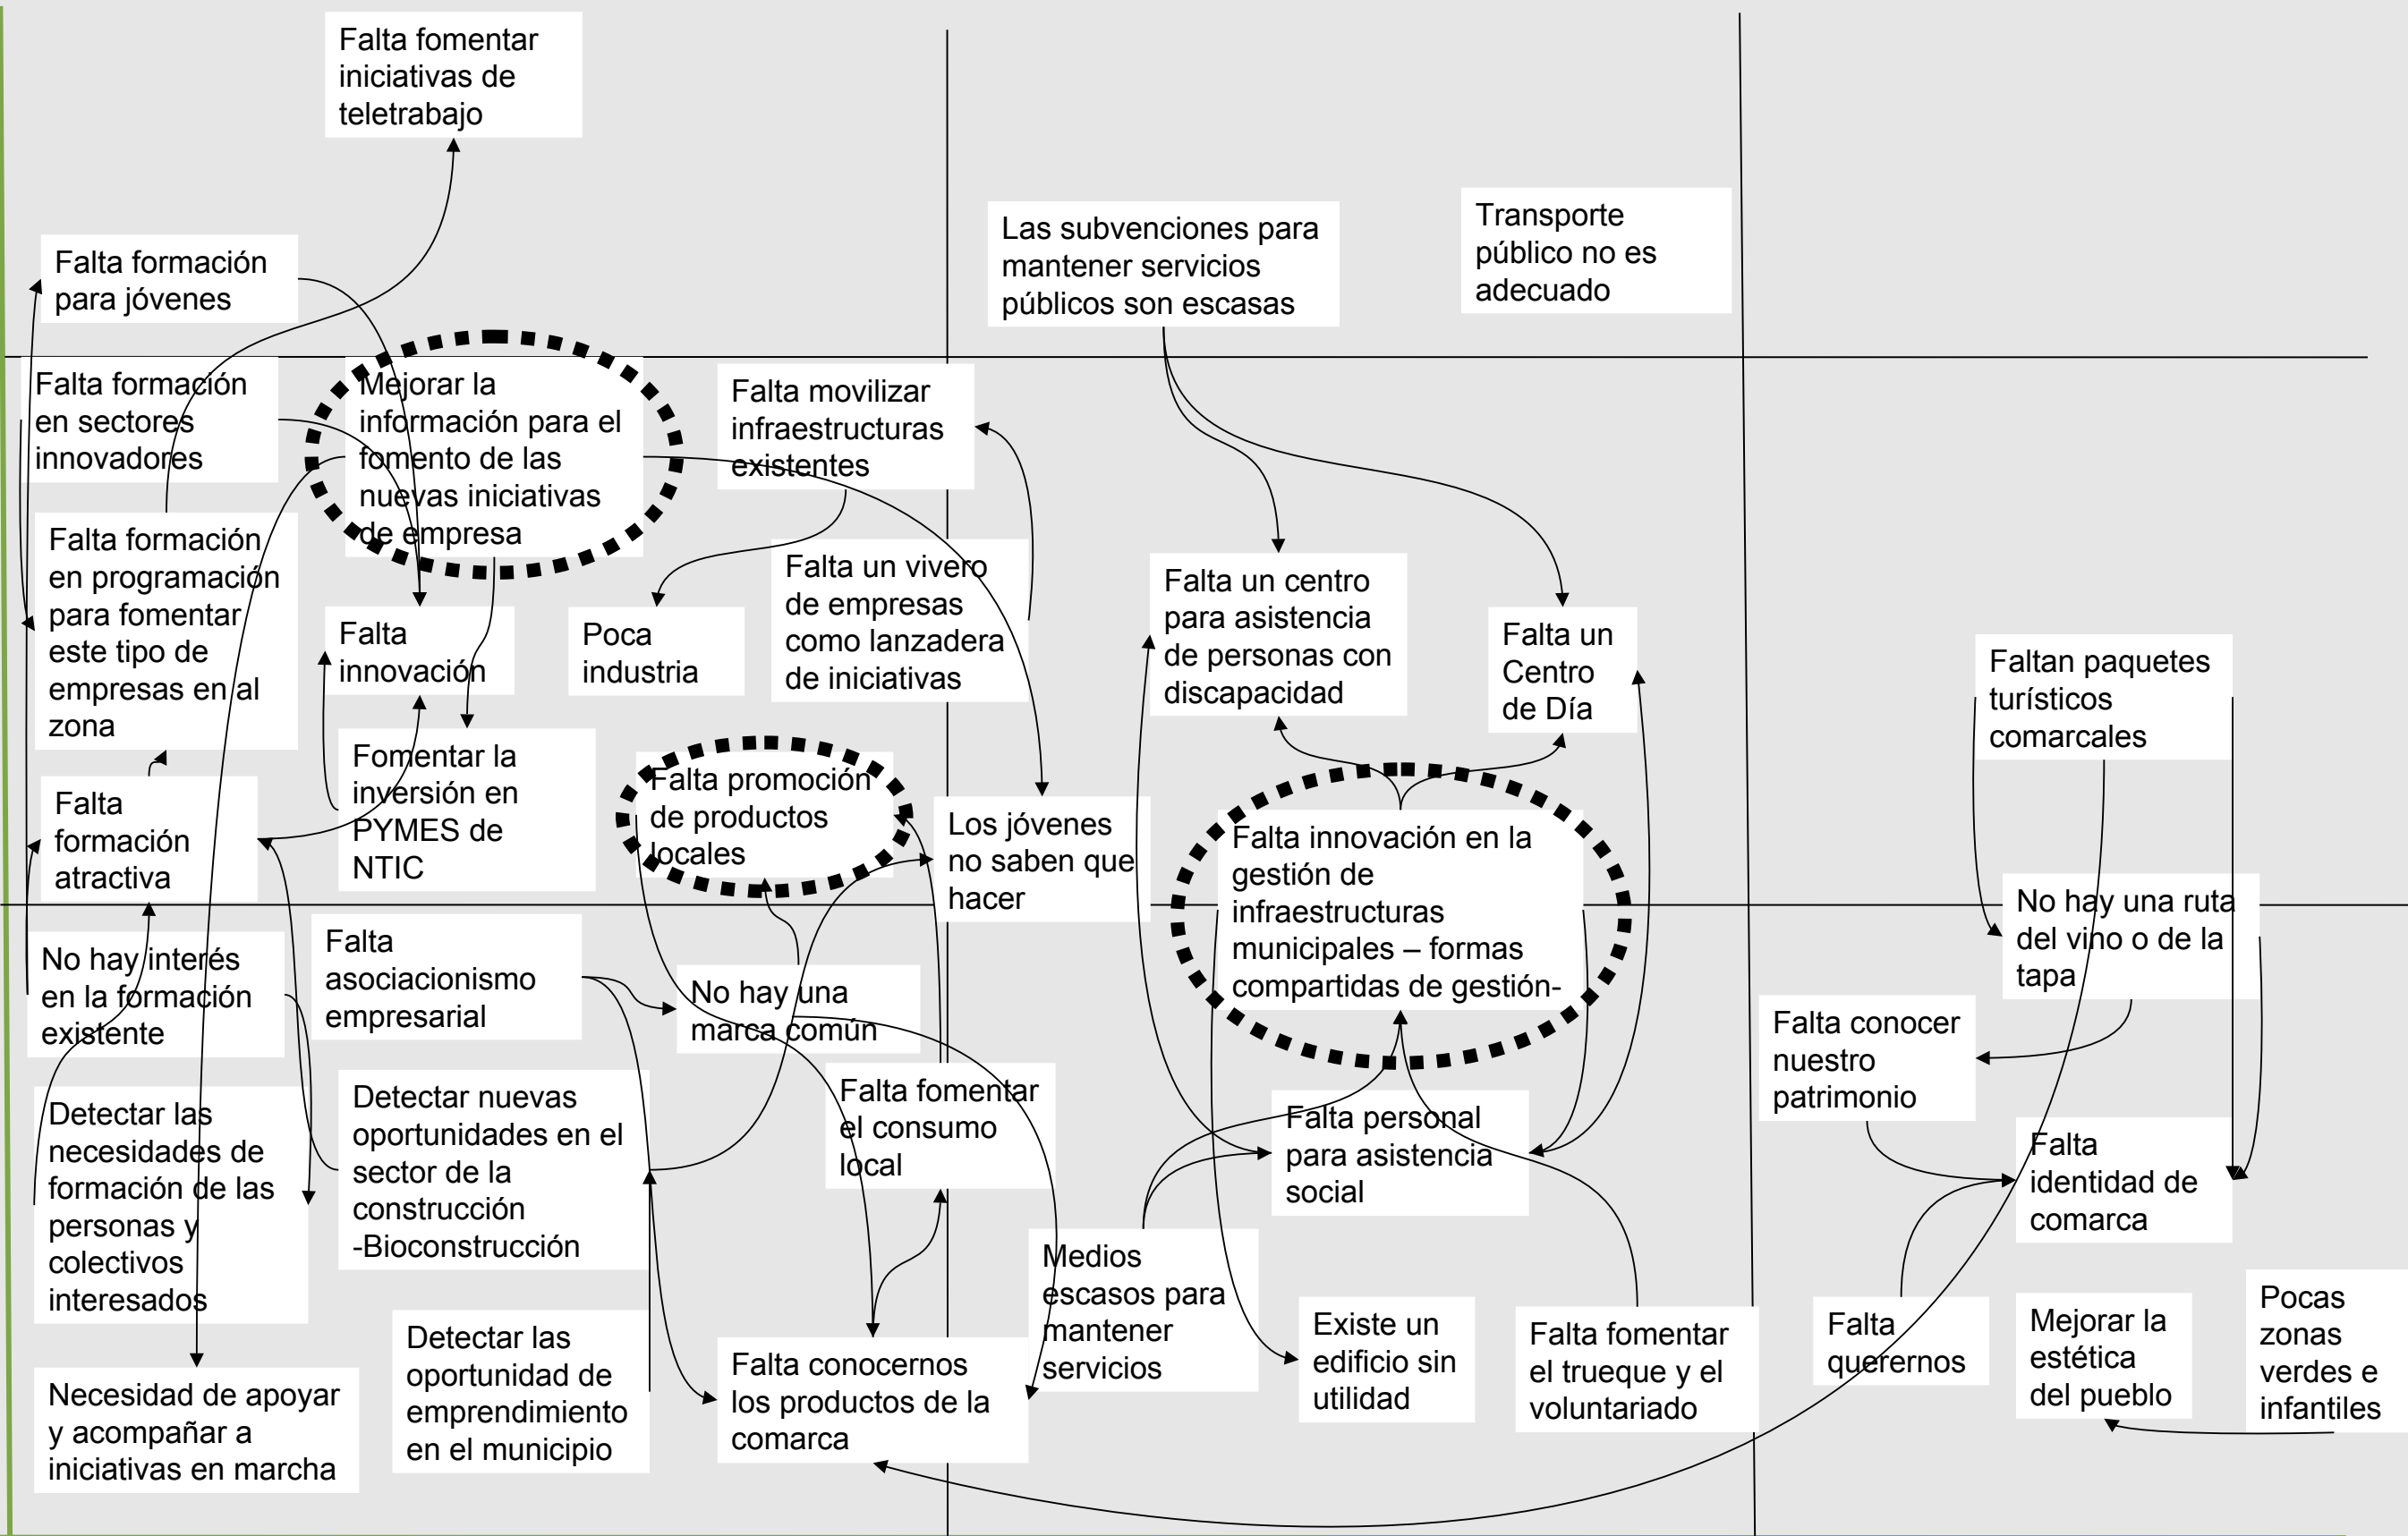 Falta fomentar
iniciativas de
teletrabajo
Falta formación
para jóvenes
Las subvenciones para
mantener servicios
públicos son escasas
Transporte
público no es
adecuado
Falta formación
en sectores
innovadores
Mejorar la
información para el
fomento de las
nuevas iniciativas
de empresa
Falta movilizar
infraestructuras
existentes
Falta formación
en programación
para fomentar
este tipo de
empresas en al
zona
Falta
innovación
Poca
industria
Falta un vivero
de empresas
como lanzadera
de iniciativas
Falta un centro
para asistencia
de personas con
discapacidad
Falta un
Centro
de Día
Faltan paquetes
turísticos
comarcales
Falta
formación
atractiva
Fomentar la
inversión en
PYMES de
NTIC
Falta promoción
de productos
locales
Los jóvenes
no saben que
hacer
Falta innovación en la
gestión de
infraestructuras
municipales – formas
compartidas de gestión-
No hay una ruta
del vino o de la
tapa
No hay interés
en la formación
existente
Falta
asociacionismo
empresarial
No hay una
marca común
Falta conocer
nuestro
patrimonio
Detectar las
necesidades de
formación de las
personas y
colectivos
interesados
Detectar nuevas
oportunidades en el
sector de la
construcción
-Bioconstrucción
Falta fomentar
el consumo
local
Falta personal
para asistencia
social
Falta
identidad de
comarca
Necesidad de apoyar
y acompañar a
iniciativas en marcha
Detectar las
oportunidad de
emprendimiento
en el municipio
Falta conocernos
los productos de la
comarca
Medios
escasos para
mantener
servicios
Existe un
edificio sin
utilidad
Falta fomentar
el trueque y el
voluntariado
Falta
querernos
Mejorar la
estética
del pueblo
Pocas
zonas
verdes e
infantiles